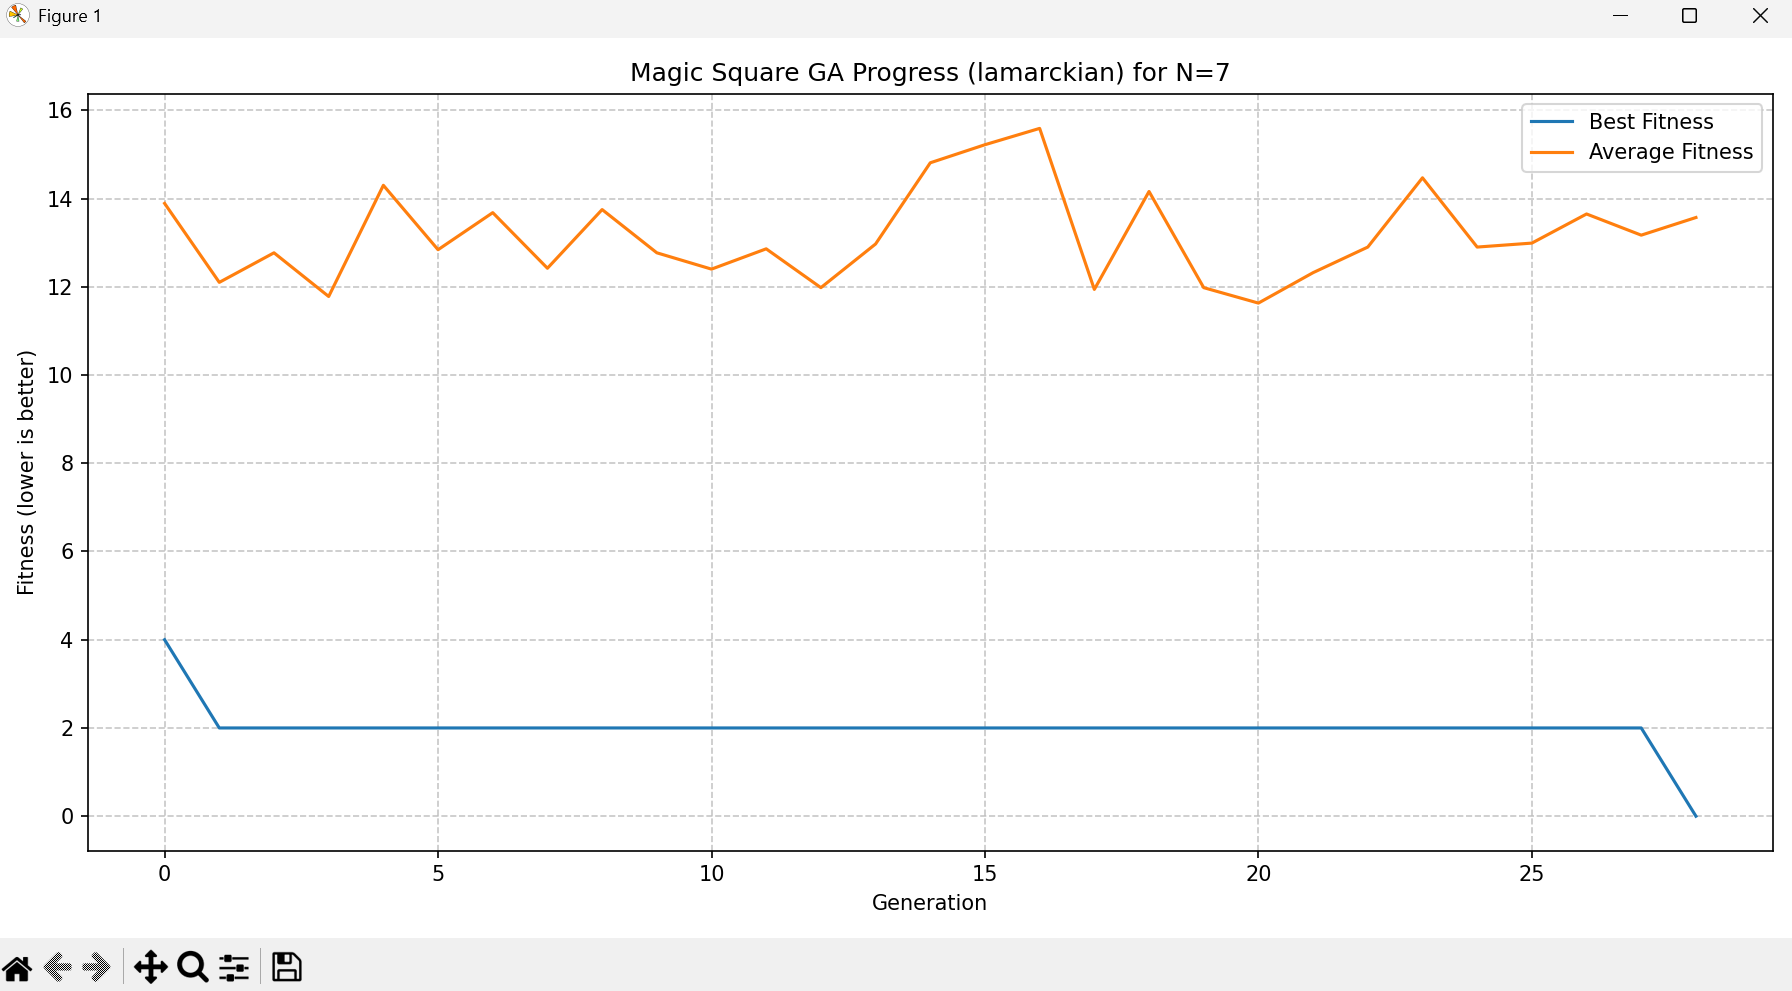 Figure 1
Magic Square GA Progress (lamarckian) for N=7
Best Fitness
Average Fitness
Fitness (lower is better)
16
14
12
10
8
6
4
2
0
0 5 10 15 20 25
Generation